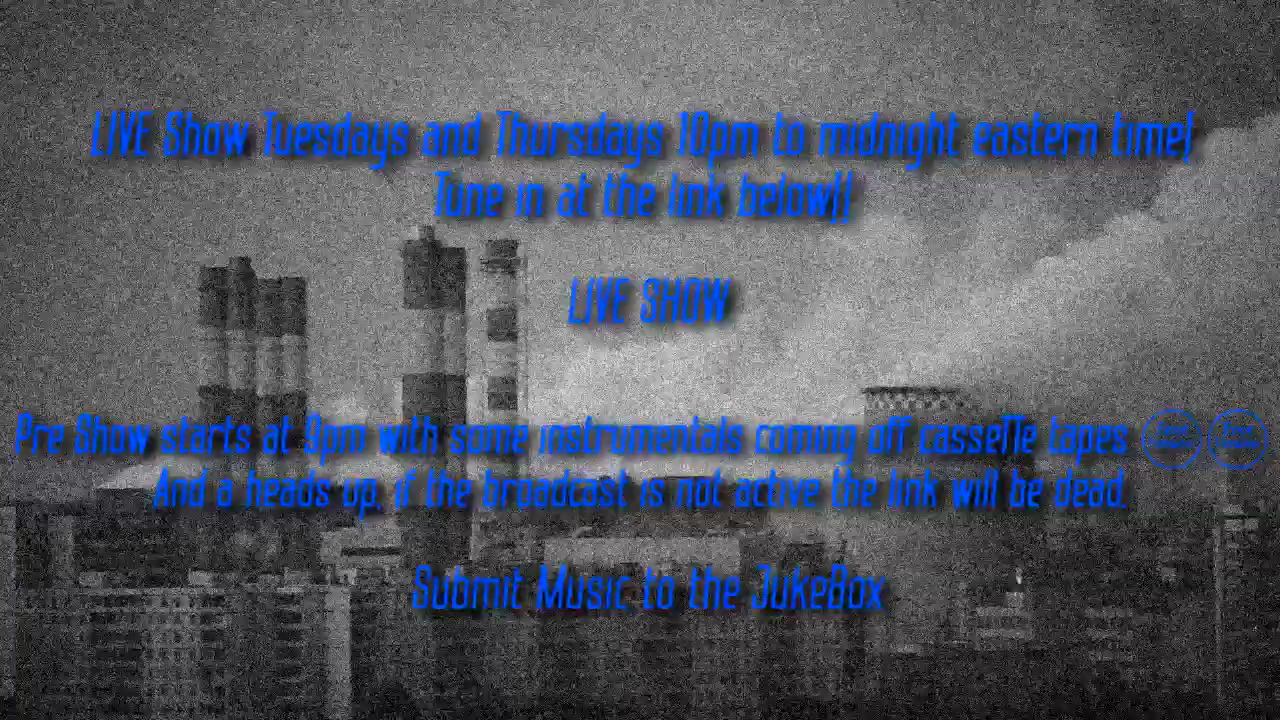 LIVE Show Tuesdays and Thursdays 10pm to midnight eastern time!
Tune in at the link below!!
LIVE SHOW
Pre Show starts at 9pm with some instrumentals coming off cassette tapes
And a heads up, if the broadcast is not active the link will be dead.
Submit Music to the JukeBox